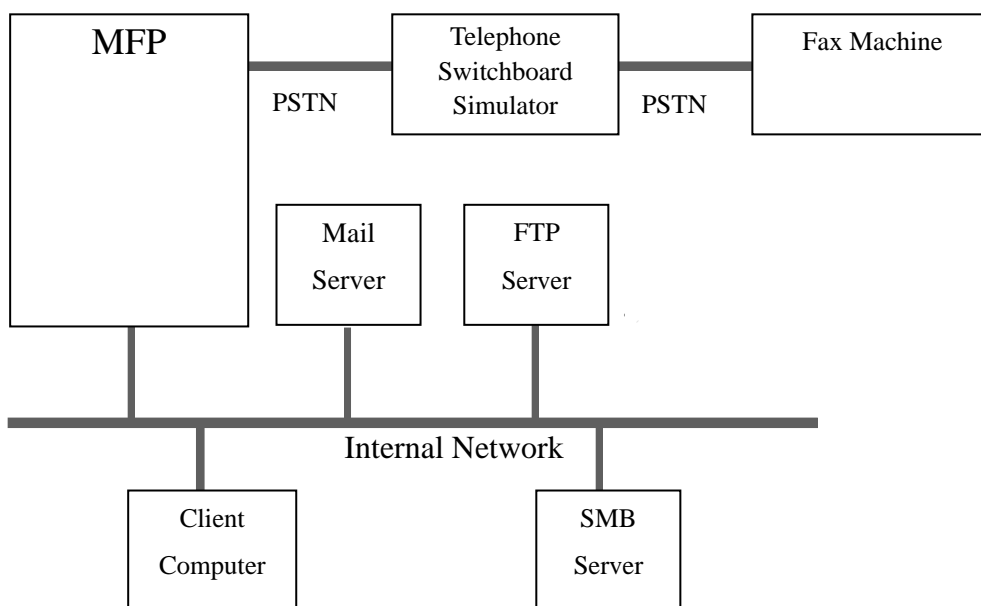 MFP
Telephone
Switchboard
Simulator
Fax Machine
PSTN
PSTN
Mail
Server
FTP
Server
Internal Network
Client
Computer
SMB
Server